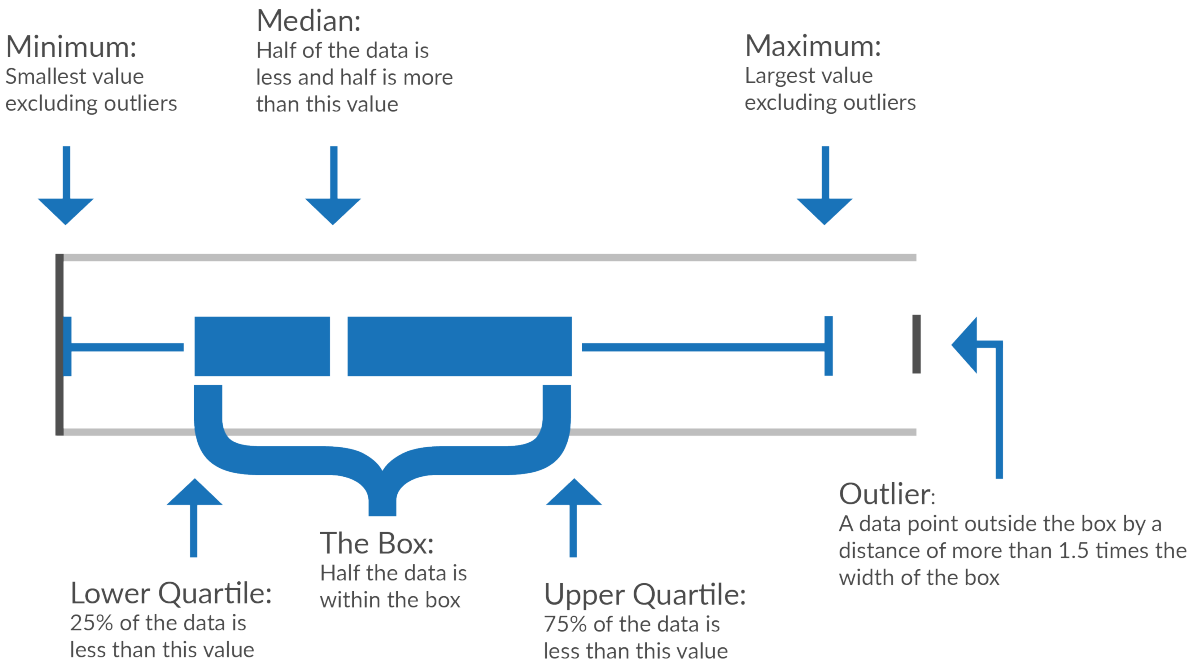 Minimum:
Smallest value
excluding outliers
Median:
Half of the data is
less and half is more
than this value
Maximum:
Largest value
excluding outliers
Lower Quartile:
25% of the data is
less than this value
The Box:
Half the data is
within the box
Upper Quartile:
75% of the data is
less than this value
Outlier:
A data point outside the box by a
distance of more than 1.5 times the
width of the box